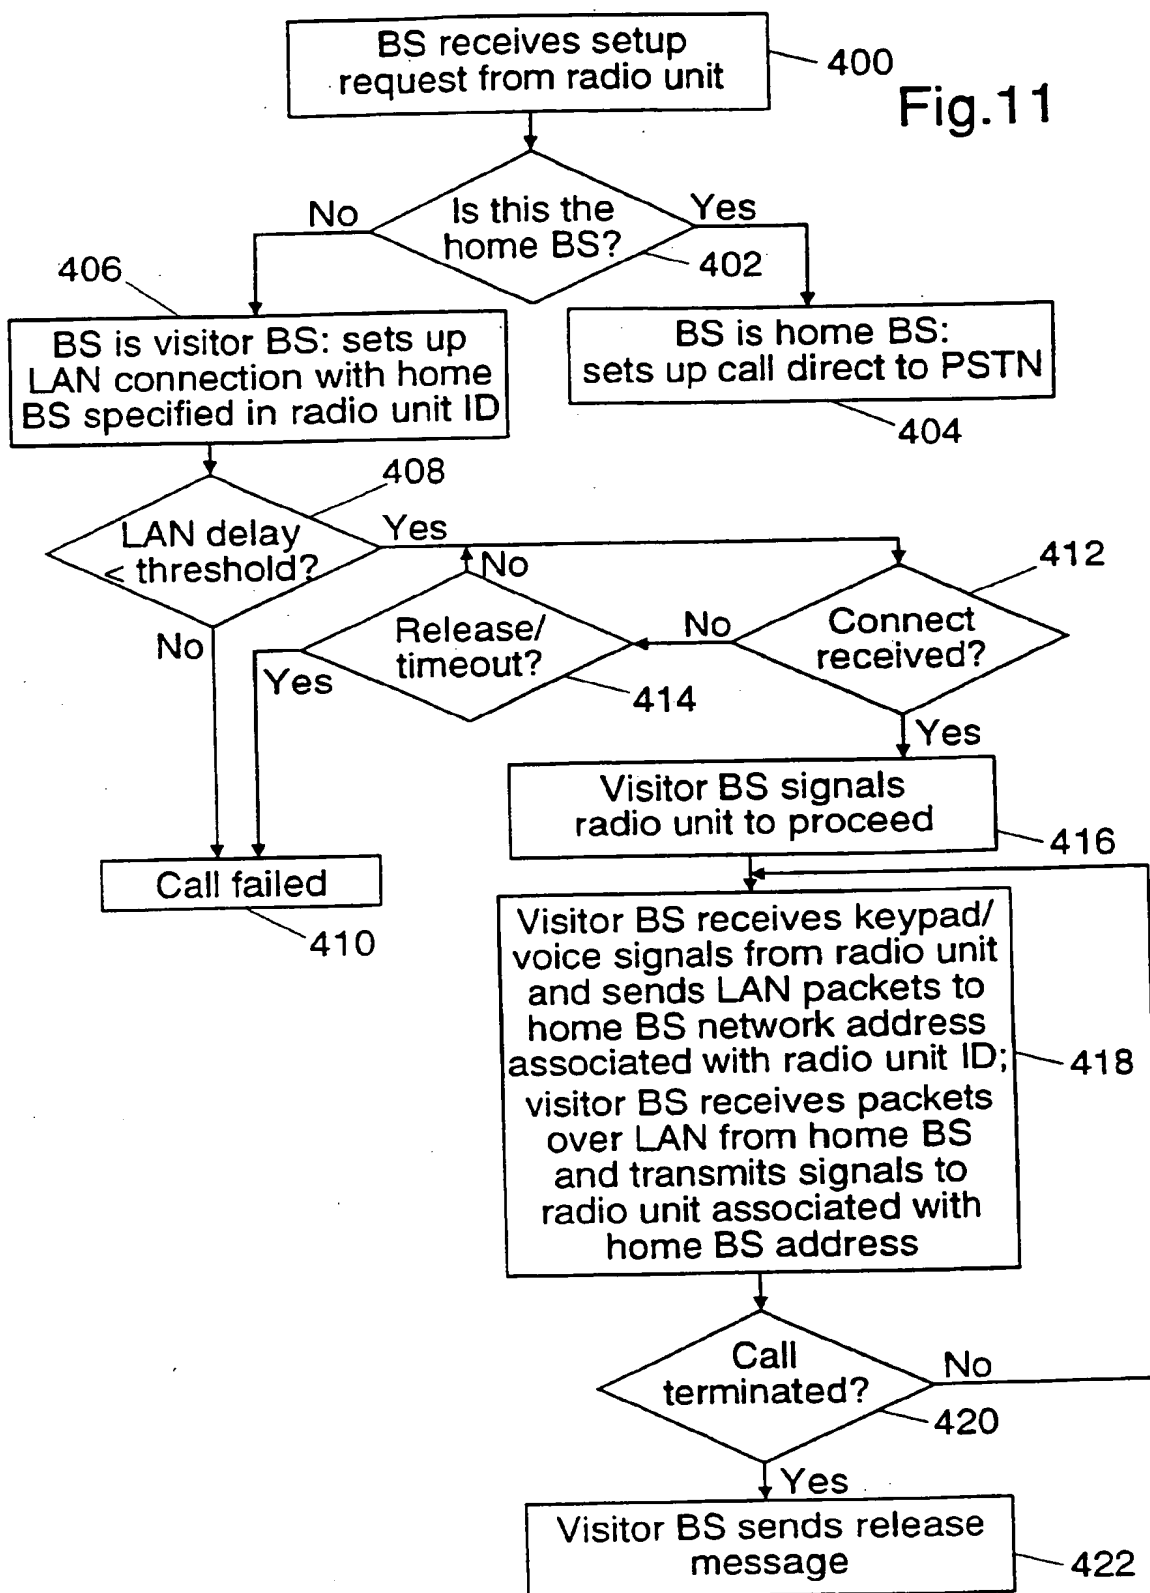 BS receives setup
request from radio unit
400
Fig.11
Is this the
home BS?
No
Yes
402
406
BS is visitor BS: sets up
LAN connection with home
BS specified in radio unit ID
BS is home BS:
sets up call direct to PSTN
404
408
LAN delay
< threshold?
Yes
No
412
Connect
received?
No
Release/
timeout?
No
Yes
414
Yes
Visitor BS signals
radio unit to proceed
416
Call failed
410
Visitor BS receives keypad/
voice signals from radio unit
and sends LAN packets to
home BS network address
associated with radio unit ID;
visitor BS receives packets
over LAN from home BS
and transmits signals to
radio unit associated with
home BS address
418
Call
terminated?
No
420
Yes
Visitor BS sends release
message
422